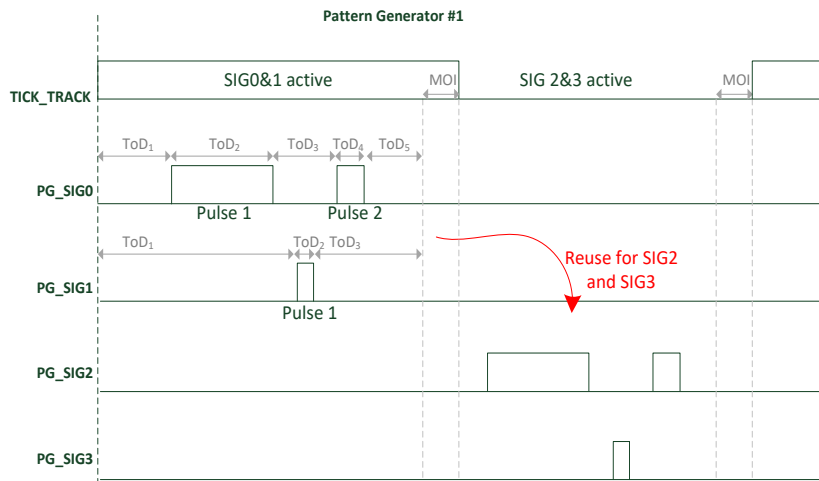 Pattern Generator #1
SIG0&1 active
MOI
SIG 2&3 active
MOI
TICK_TRACK
ToD1
ToD2
ToD3
ToD4
ToD5
PG_SIG0
Pulse 1
Pulse 2
ToD1
ToD2
ToD3
Reuse for SIG2
and SIG3
PG_SIG1
Pulse 1
PG_SIG2
PG_SIG3